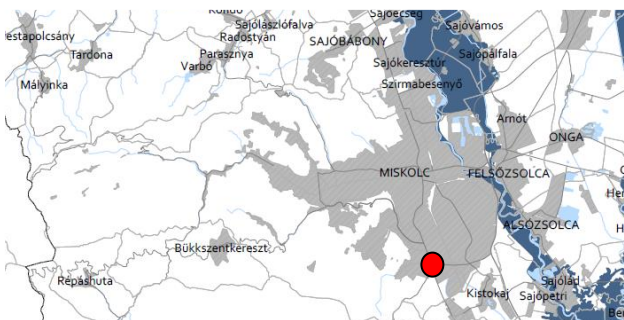 Sajóecseg
Sajóvámos
Sajólászlófalva
Radostyán
SAJÓBÁBONY
Sajópálfala
Tardona
Parasznya
Sajókeresztúr
Varbó
Mályinka
Szirmabesenyő
Arnót
ONGA
MISKOLC
FELSŐZSOLCA
ALSÓZSOLCA
Bükkszentkereszt
Répáshuta
Sajólád
Kistokaj
Sajópetri